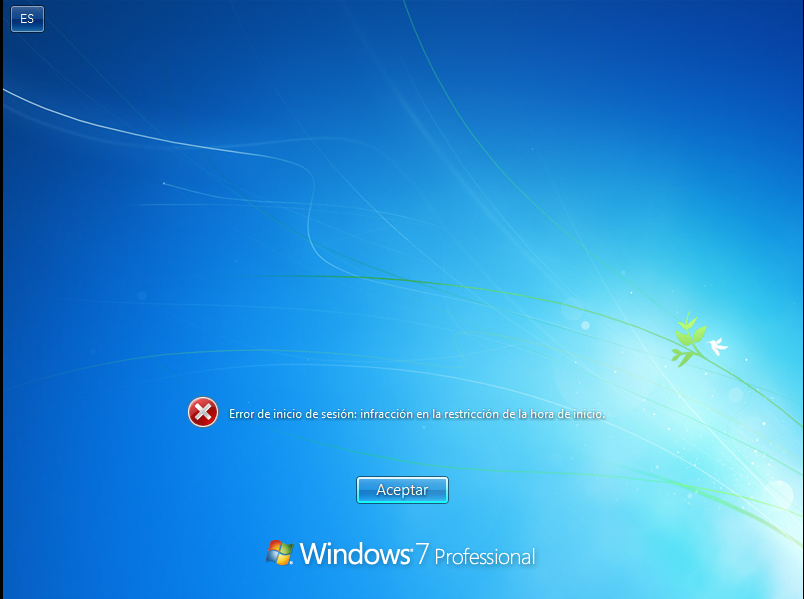 ES
Error de inicio de sesión: infracción en la restricción de la hora de inicio.
Aceptar
Windows 7 Professional